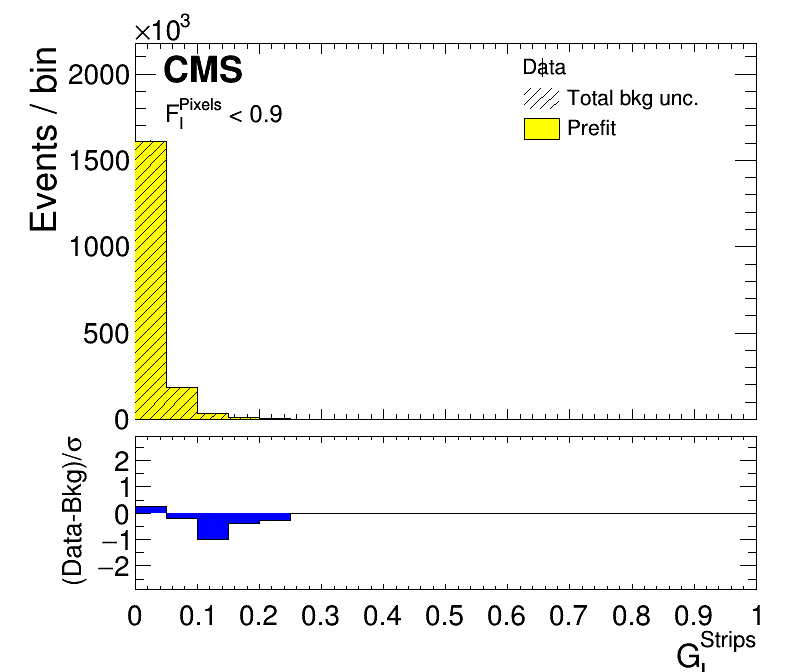 ×10³
CMS
F_I^Pixels < 0.9
Data
Total bkg unc.
Prefit
Events / bin
2000
1500
1000
500
0
(Data-Bkg)/σ
2
1
0
−1
−2
0 0.1 0.2 0.3 0.4 0.5 0.6 0.7 0.8 0.9 1
G_I^Strips